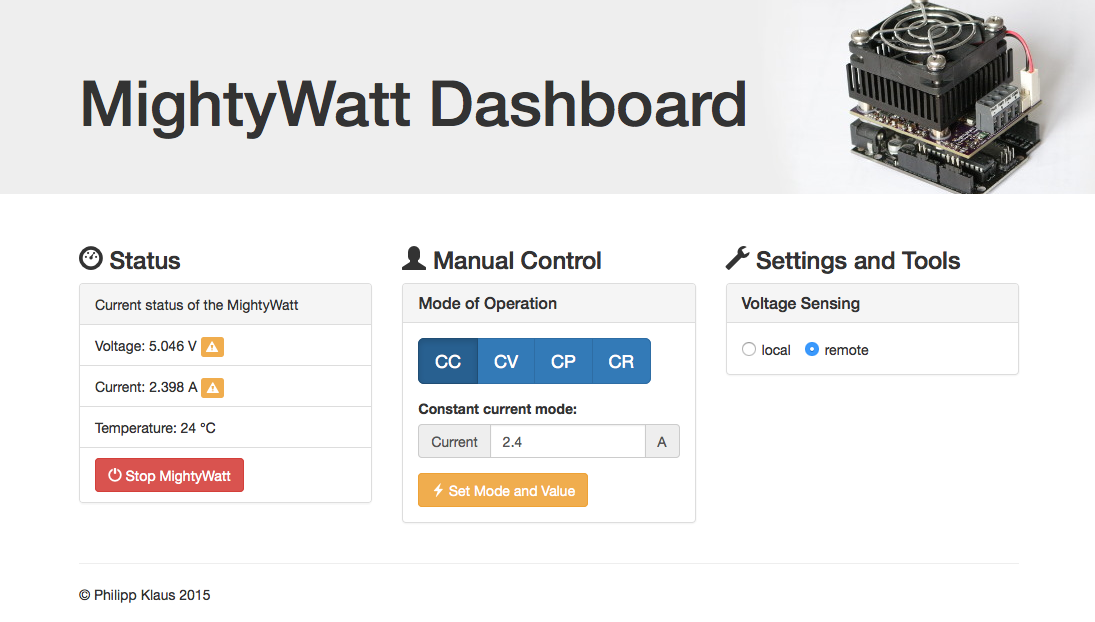 MightyWatt Dashboard
Status
Current status of the MightyWatt
Voltage: 5.046 V
Current: 2.398 A
Temperature: 24 °C
Stop MightyWatt
Manual Control
Mode of Operation
CC CV CP CR
Constant current mode:
Current 2.4 A
Set Mode and Value
Settings and Tools
Voltage Sensing
local remote
© Philipp Klaus 2015